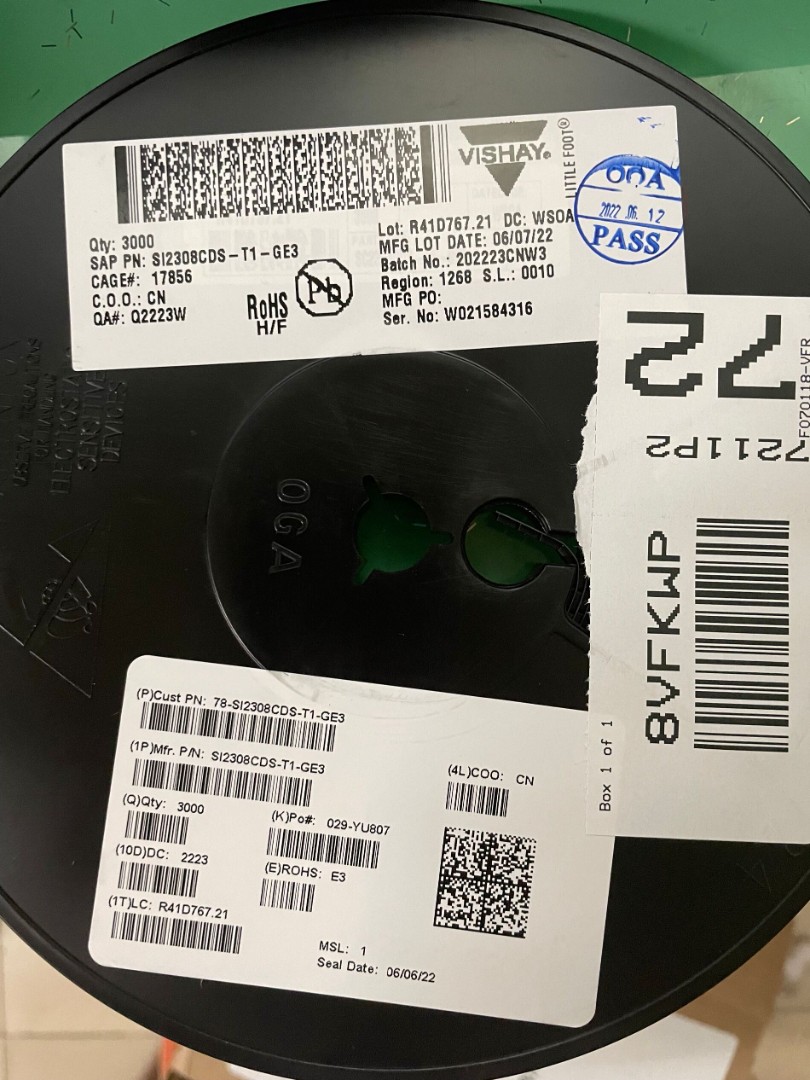 VISHAY®
LITTLE FOOT®
Qty: 3000
SAP PN: SI2308CDS-T1-GE3
CAGE#: 17856
C.O.O.: CN
QA#: Q2223W
RoHS
H/F
Pb
Lot: R41D767.21 DC: WSOA
MFG LOT DATE: 06/07/22
Batch No.: 202223CNW3
Region: 1268 S.L.: 0010
MFG PO:
Ser. No: W021584316
OQA
2022.06.12
PASS
72
7211P2
F070118-VER
8VFKWP
Box 1 of 1
OGA
(P)Cust PN: 78-SI2308CDS-T1-GE3
(1P)Mfr. P/N: SI2308CDS-T1-GE3
(Q)Qty: 3000
(K)Po#: 029-YU807
(10D)DC: 2223
(E)ROHS: E3
(1T)LC: R41D767.21
(4L)COO: CN
MSL: 1
Seal Date: 06/06/22